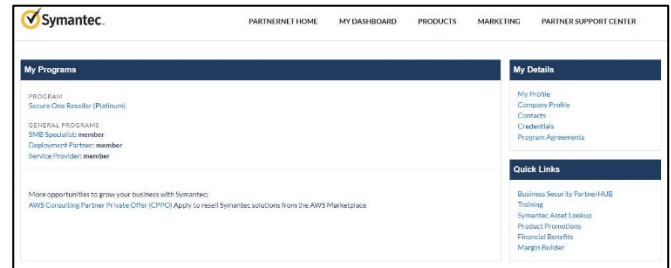 Symantec.
PARTNERNET HOME MY DASHBOARD PRODUCTS MARKETING PARTNER SUPPORT CENTER
My Programs
PROGRAM
Secure One Reseller (Platinum)
GENERAL PROGRAMS
SMB Specialist: member
Deployment Partner: member
Service Provider: member
More opportunities to grow your business with Symantec:
AWS Consulting Partner Private Offer (CPPO) Apply to resell Symantec solutions from the AWS Marketplace
My Details
My Profile
Company Profile
Contacts
Credentials
Program Agreements
Quick Links
Business Security PartnerHUB
Training
Symantec Asset Lookup
Product Promotions
Financial Benefits
Margin Builder